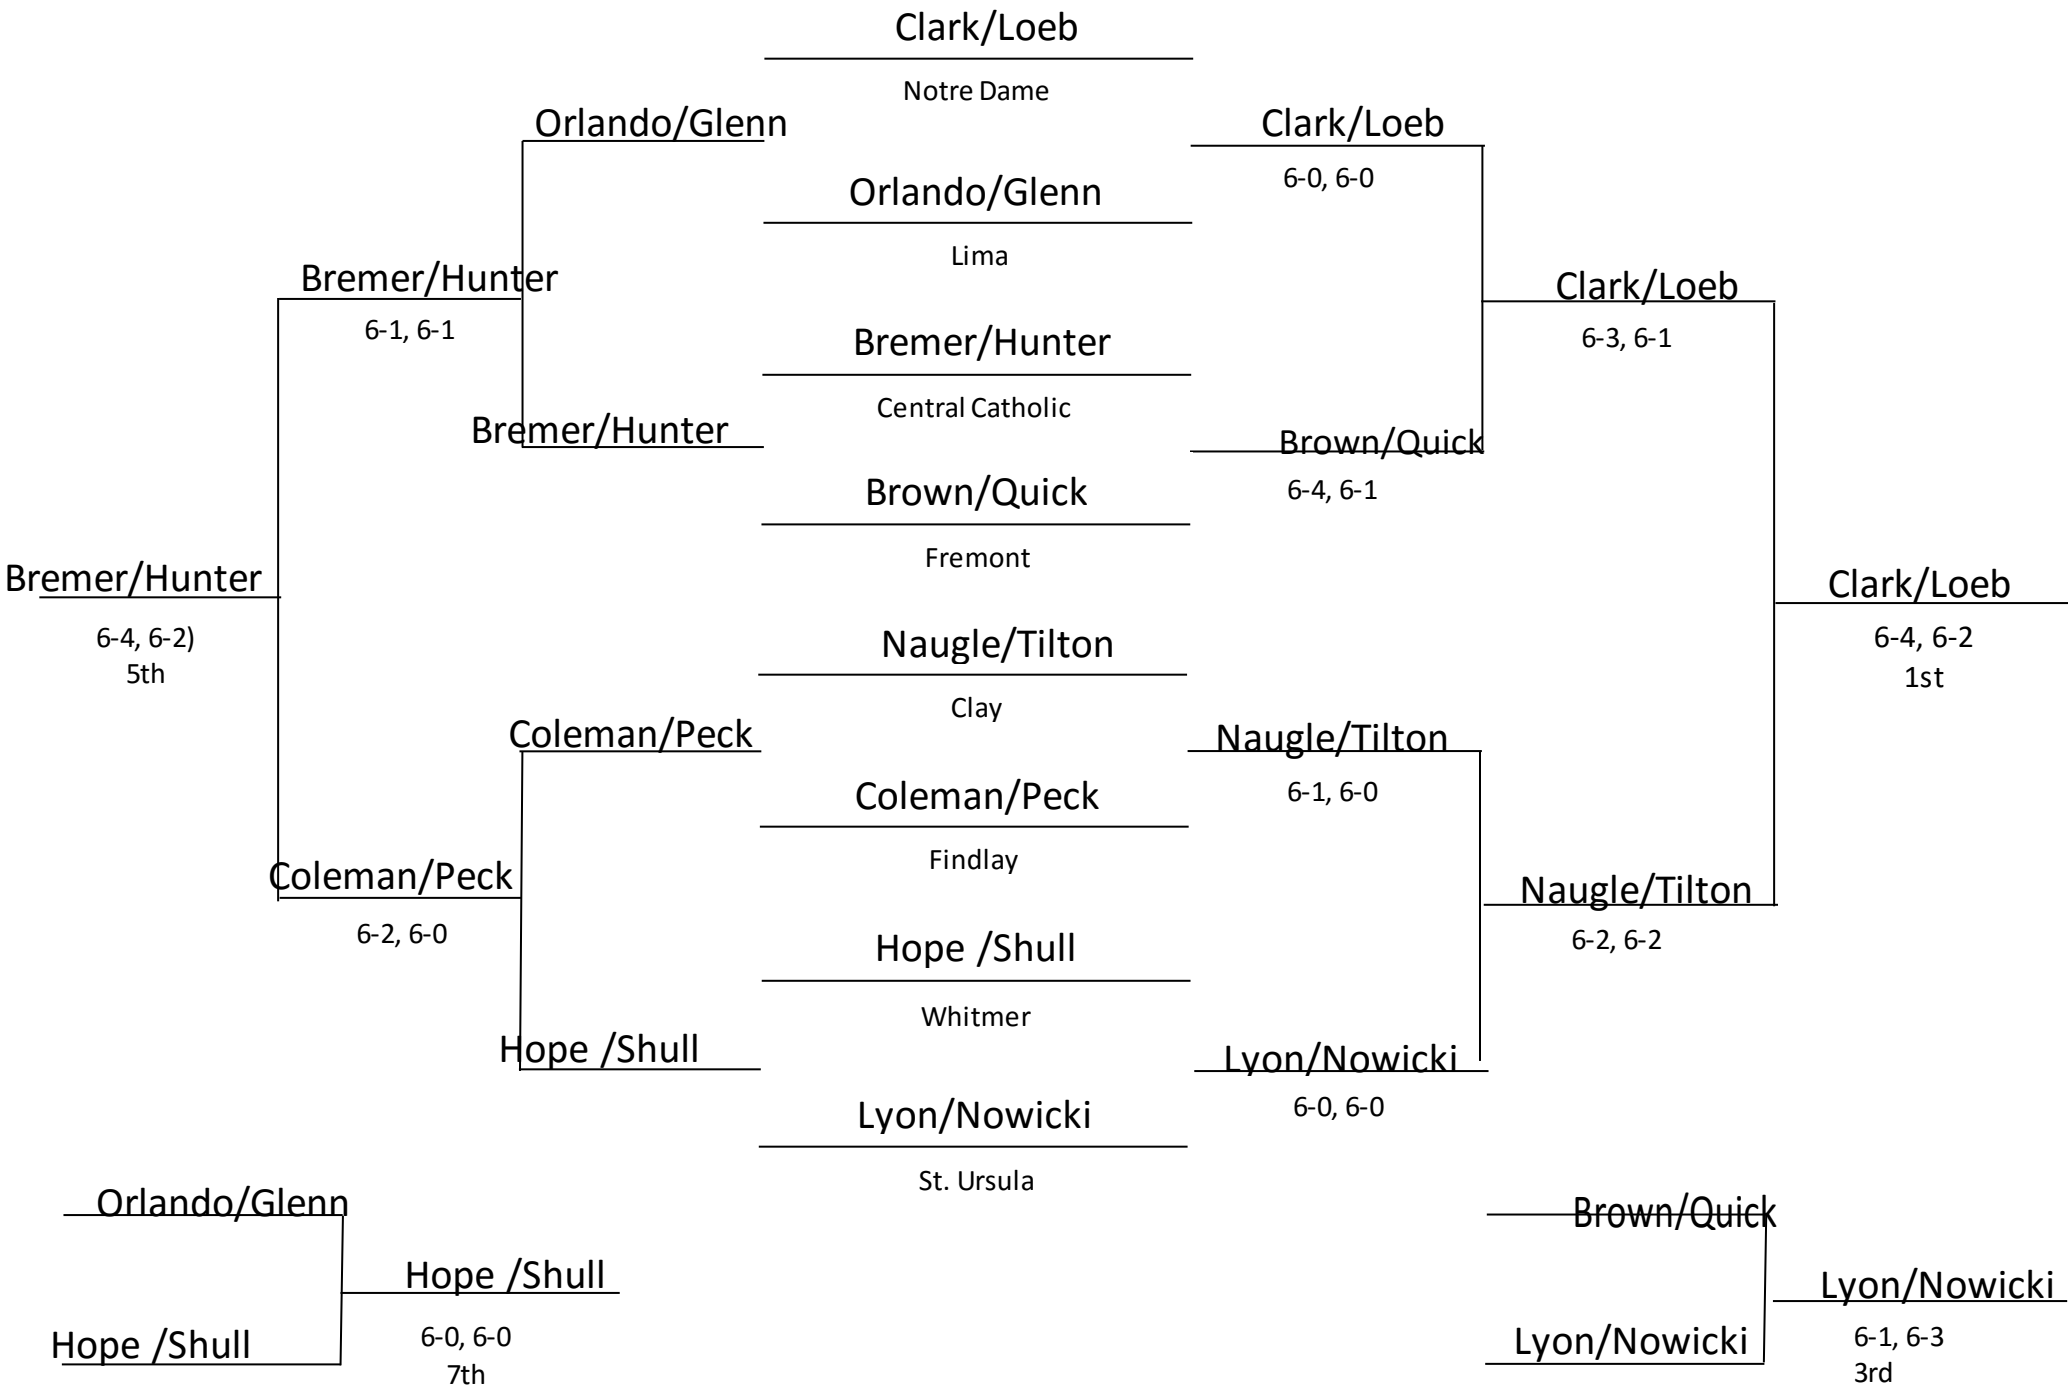 Clark/Loeb
Notre Dame
Orlando/Glenn
Clark/Loeb
6-0, 6-0
Orlando/Glenn
Lima
Bremer/Hunter
6-1, 6-1
Clark/Loeb
6-3, 6-1
Bremer/Hunter
Central Catholic
Bremer/Hunter
Brown/Quick
6-4, 6-1
Brown/Quick
Fremont
Bremer/Hunter
6-4, 6-2)
5th
Clark/Loeb
6-4, 6-2
1st
Naugle/Tilton
Clay
Coleman/Peck
Naugle/Tilton
6-1, 6-0
Coleman/Peck
Findlay
Coleman/Peck
6-2, 6-0
Naugle/Tilton
6-2, 6-2
Hope /Shull
Whitmer
Hope /Shull
Lyon/Nowicki
6-0, 6-0
Lyon/Nowicki
St. Ursula
Orlando/Glenn
Hope /Shull
Hope /Shull
6-0, 6-0
7th
Brown/Quick
Lyon/Nowicki
Lyon/Nowicki
6-1, 6-3
3rd